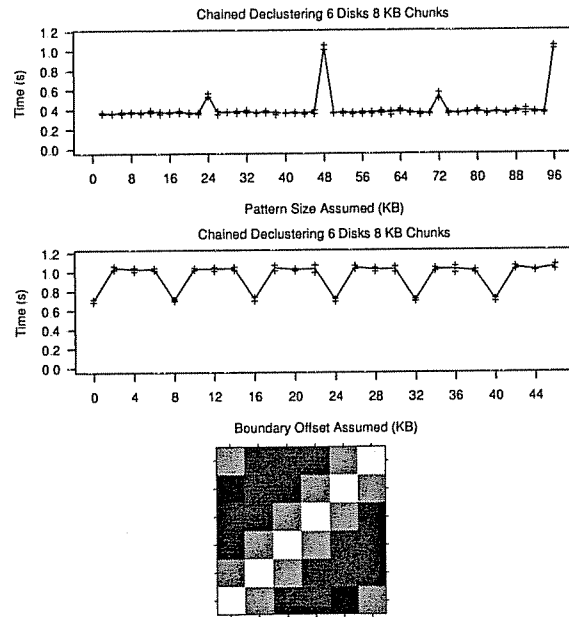 Chained Declustering 6 Disks 8 KB Chunks
Time (s)
1.2
1.0
0.8
0.6
0.4
0.2
0.0
0 8 16 24 32 40 48 56 64 72 80 88 96
Pattern Size Assumed (KB)
Chained Declustering 6 Disks 8 KB Chunks
Time (s)
1.2
1.0
0.8
0.6
0.4
0.2
0 0
0 4 8 12 16 20 24 28 32 36 40 44
Boundary Offset Assumed (KB)